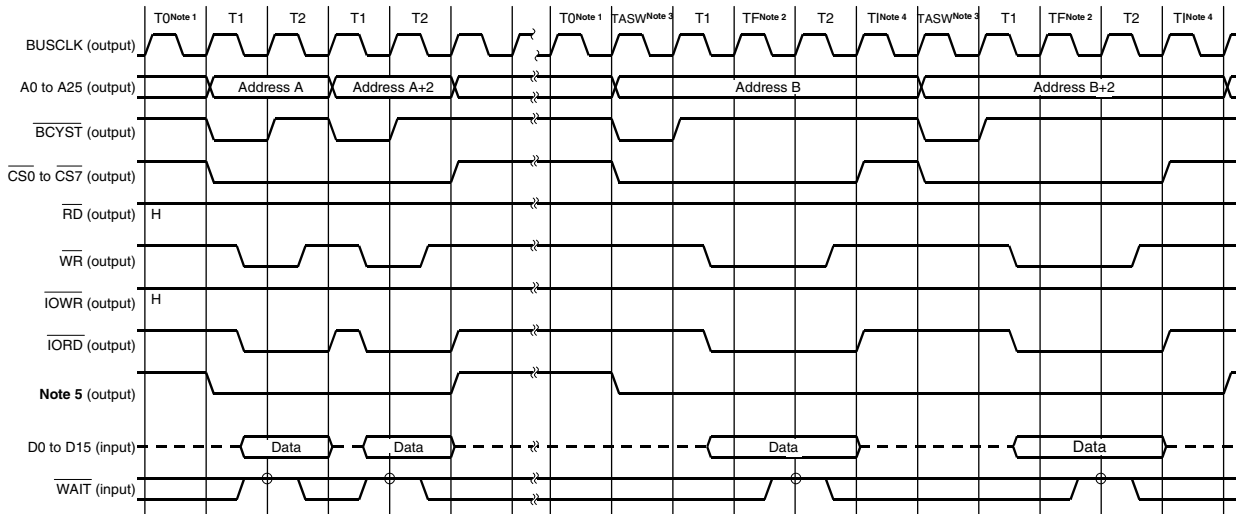 T0Note 1 T1 T2 T1 T2 T0Note 1 TASWNote 3 T1 TFNote 2 T2 TINote 4 TASWNote 3 T1 TFNote 2 T2 TINote 4
BUSCLK (output)
A0 to A25 (output) Address A Address A+2 Address B Address B+2
BCYST (output)
CS0 to CS7 (output)
RD (output) H
WR (output)
IOWR (output) H
IORD (output)
Note 5 (output)
D0 to D15 (input) Data Data Data Data
WAIT (input)